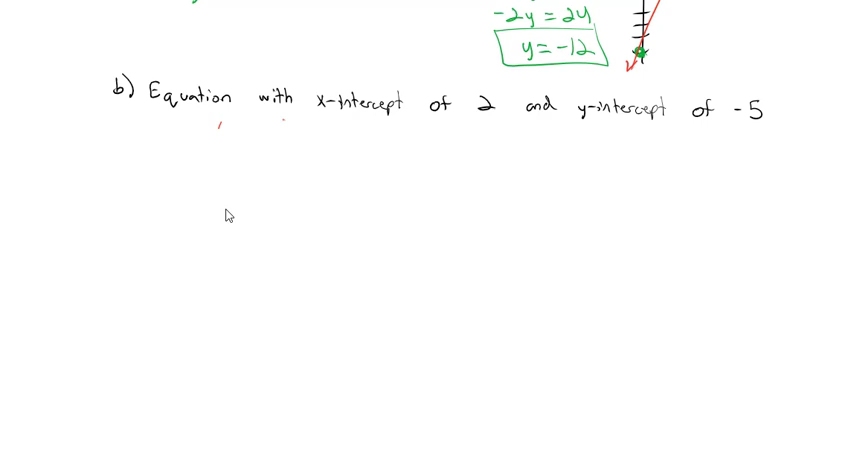 -2y = 24
y = -12
b) Equation with x-intercept of 2 and y-intercept of -5